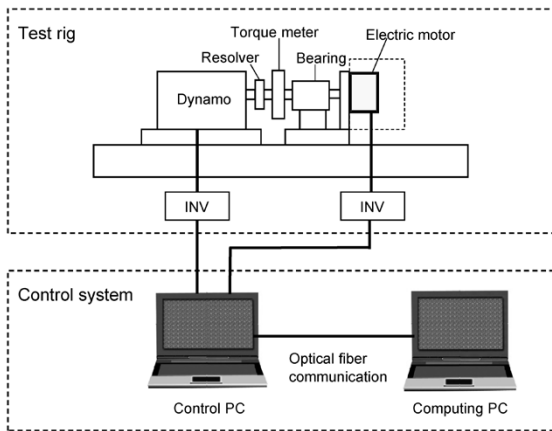 Test rig
Torque meter
Resolver
Electric motor
Bearing
Dynamo
INV
INV
Control system
Optical fiber
communication
Control PC
Computing PC